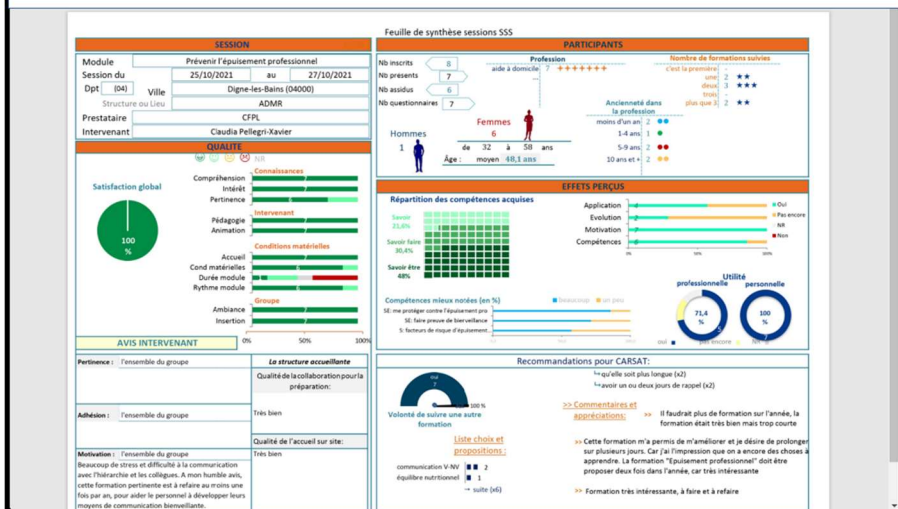 Feuille de synthèse sessions SSS
SESSION
Module Prévenir l'épuisement professionnel
Session du 25/10/2021 au 27/10/2021
Dpt (04) Ville Digne-les-Bains (04000)
Structure ou Lieu ADMR
Prestataire CFPL
Intervenant Claudia Pellegri-Xavier
PARTICIPANTS
Nb inscrits 8
Nb présents 7
Nb assidus 6
Nb questionnaires 7
Profession
aide à domicile 7
...
Nombre de formations suivies
c'est la première -
une 2
deux 3
trois -
plus que 3 2
Hommes
1
Femmes
6
de 32 à 58 ans
Âge : moyen 48,1 ans
Ancienneté dans
la profession
moins d'un an 2
1-4 ans 1
5-9 ans 2
10 ans et + 2
QUALITE
NR
Satisfaction global
100
%
Connaissances
Compréhension
Intérêt
Pertinence
Intervenant
Pédagogie
Animation
Conditions matérielles
Accueil
Cond matérielles
Durée module
Rythme module
Groupe
Ambiance
Insertion
0% 50% 100%
EFFETS PERÇUS
Répartition des compétences acquises
Savoir
21,6%
Savoir faire
30,4%
Savoir être
48%
Application
Evolution
Motivation
Compétences
0% 50% 100%
Oui
Pas encore
NR
Non
Compétences mieux notées (en %)
beaucoup un peu
SE: me protéger contre l'épuisement pro
SE: faire preuve de bierveillance
S: facteurs de risque d'épuisement...
Utilité
professionnelle personnelle
71,4
%
5
100
%
7
oui pas encore NR
AVIS INTERVENANT
Pertinence : l'ensemble du groupe
Adhésion : l'ensemble du groupe
Motivation : l'ensemble du groupe
Beaucoup de stress et difficulté à la communication
avec l'hiérarchie et les collègues. A mon humble avis,
cette formation pertinente est à refaire au moins une
fois par an, pour aider le personnel à développer leurs
moyens de communication bienveillante.
La structure accueillante
Qualité de la collaboration pour la
préparation:
Très bien
Qualité de l'accueil sur site:
Très bien
Recommandations pour CARSAT:
qu'elle soit plus longue (x2)
avoir un ou deux jours de rappel (x2)
oui
7
100 %
Volonté de suivre une autre
formation
Liste choix et
propositions :
communication V-NV 2
équilibre nutritionnel 1
→ suite (x6)
>> Commentaires et
appréciations:
>> Il faudrait plus de formation sur l'année, la
formation était très bien mais trop courte
>> Cette formation m'a permis de m'améliorer et je désire de prolonger
sur plusieurs jours. Car j'ai l'impression que on a encore des choses à
apprendre. La formation "Epuisement professionnel" doit être
proposer deux fois dans l'année, car très intéressante
>> Formation très intéressante, à faire et à refaire